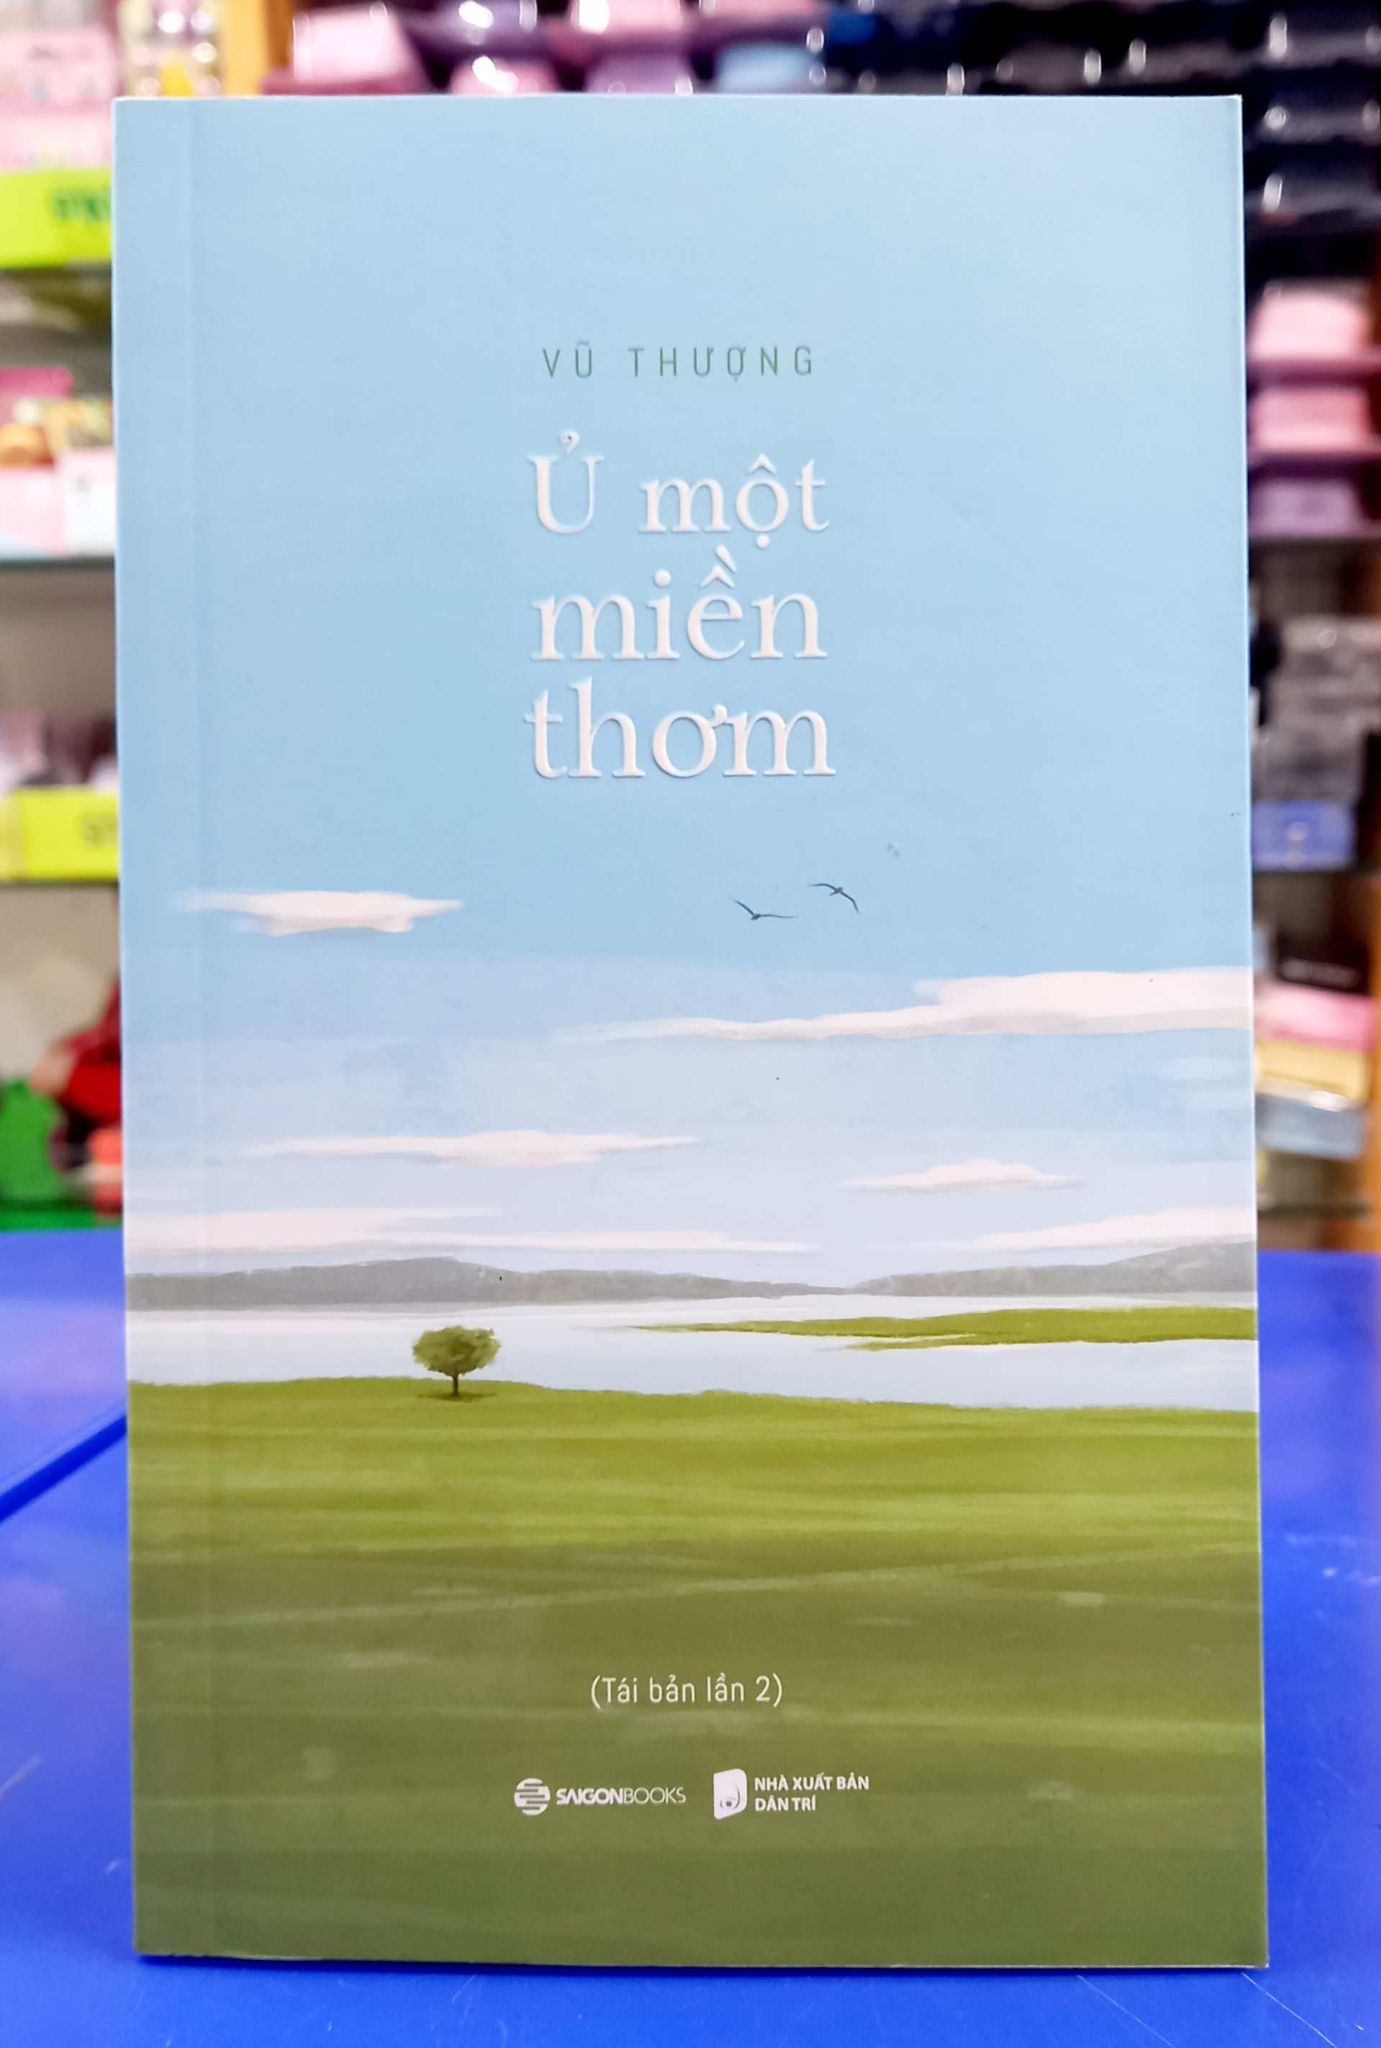 VŨ THƯỢNG
Ủ một
miền
thơm
(Tái bản lần 2)
SAIGONBOOKS
NHÀ XUẤT BẢN
DÂN TRÍ